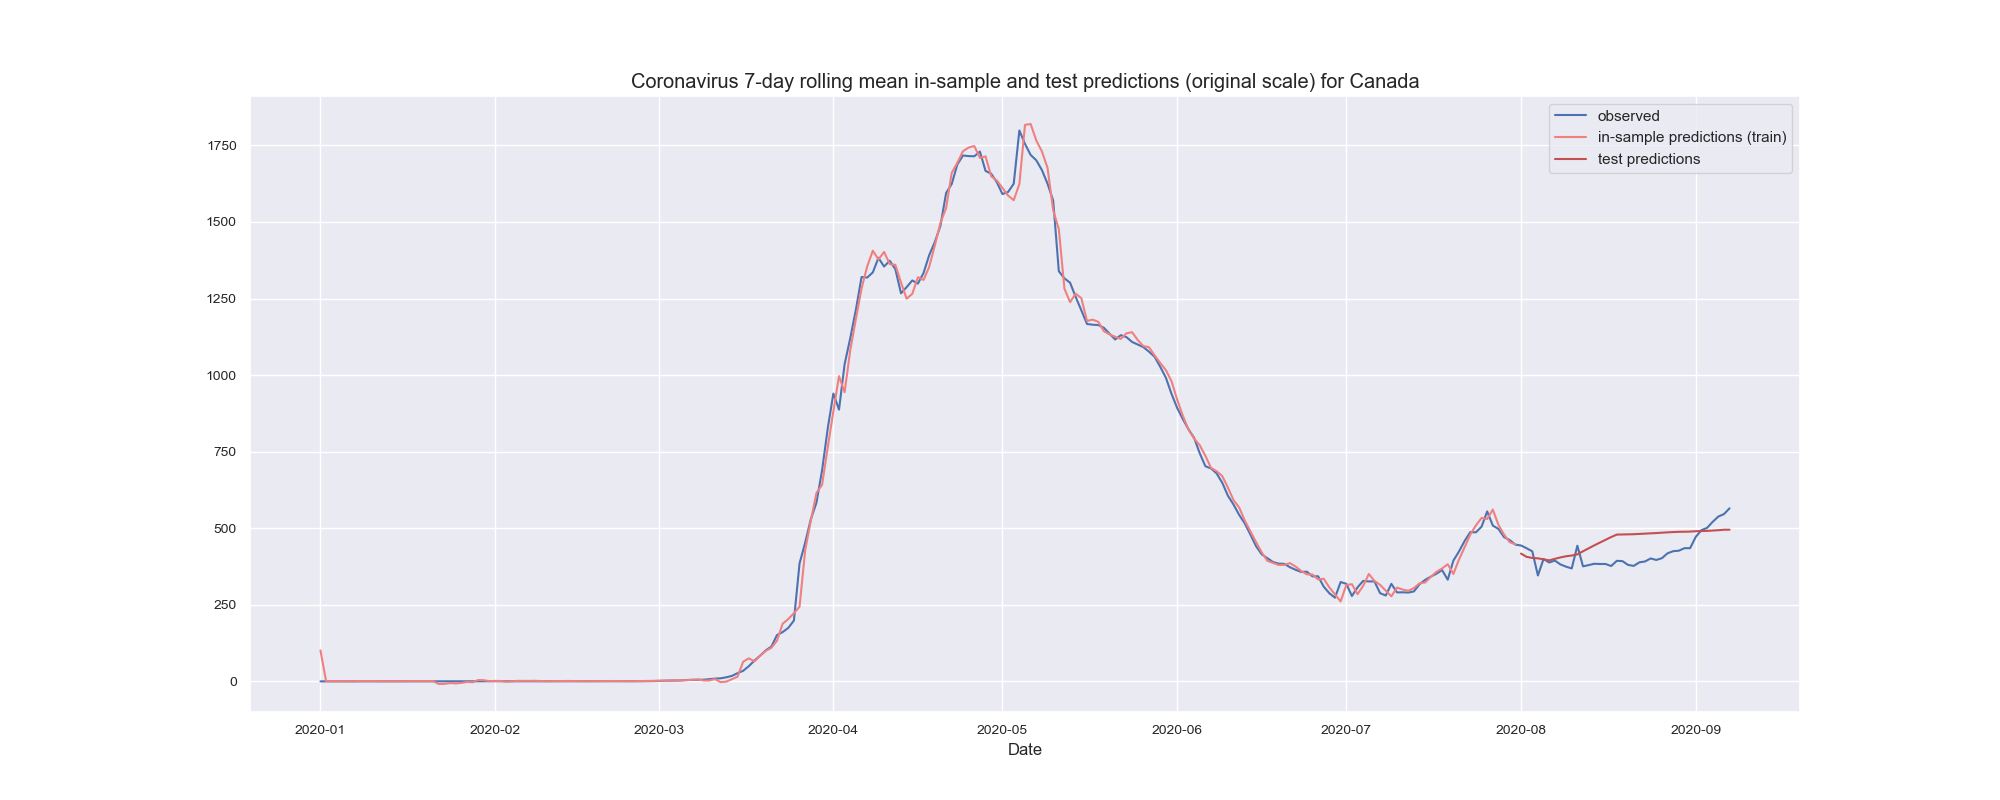 Coronavirus 7-day rolling mean in-sample and test predictions (original scale) for Canada
observed
in-sample predictions (train)
test predictions
1750
1500
1250
1000
750
500
250
0
2020-01 2020-02 2020-03 2020-04 2020-05 2020-06 2020-07 2020-08 2020-09
Date